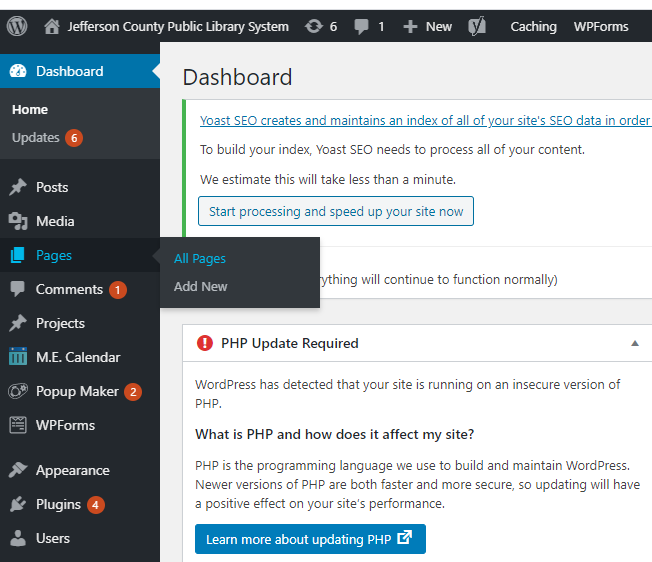 Jefferson County Public Library System 6 1 New Caching WPForms
Dashboard
Home
Updates 6
Posts
Media
Pages
All Pages
Add New
Comments 1
Projects
M.E. Calendar
Popup Maker 2
WPForms
Appearance
Plugins 4
Users
Dashboard
Yoast SEO creates and maintains an index of all of your site's SEO data in order
To build your index, Yoast SEO needs to process all of your content.
We estimate this will take less than a minute.
Start processing and speed up your site now
rything will continue to function normally)
PHP Update Required
WordPress has detected that your site is running on an insecure version of
PHP.
What is PHP and how does it affect my site?
PHP is the programming language we use to build and maintain WordPress.
Newer versions of PHP are both faster and more secure, so updating will have
a positive effect on your site's performance.
Learn more about updating PHP